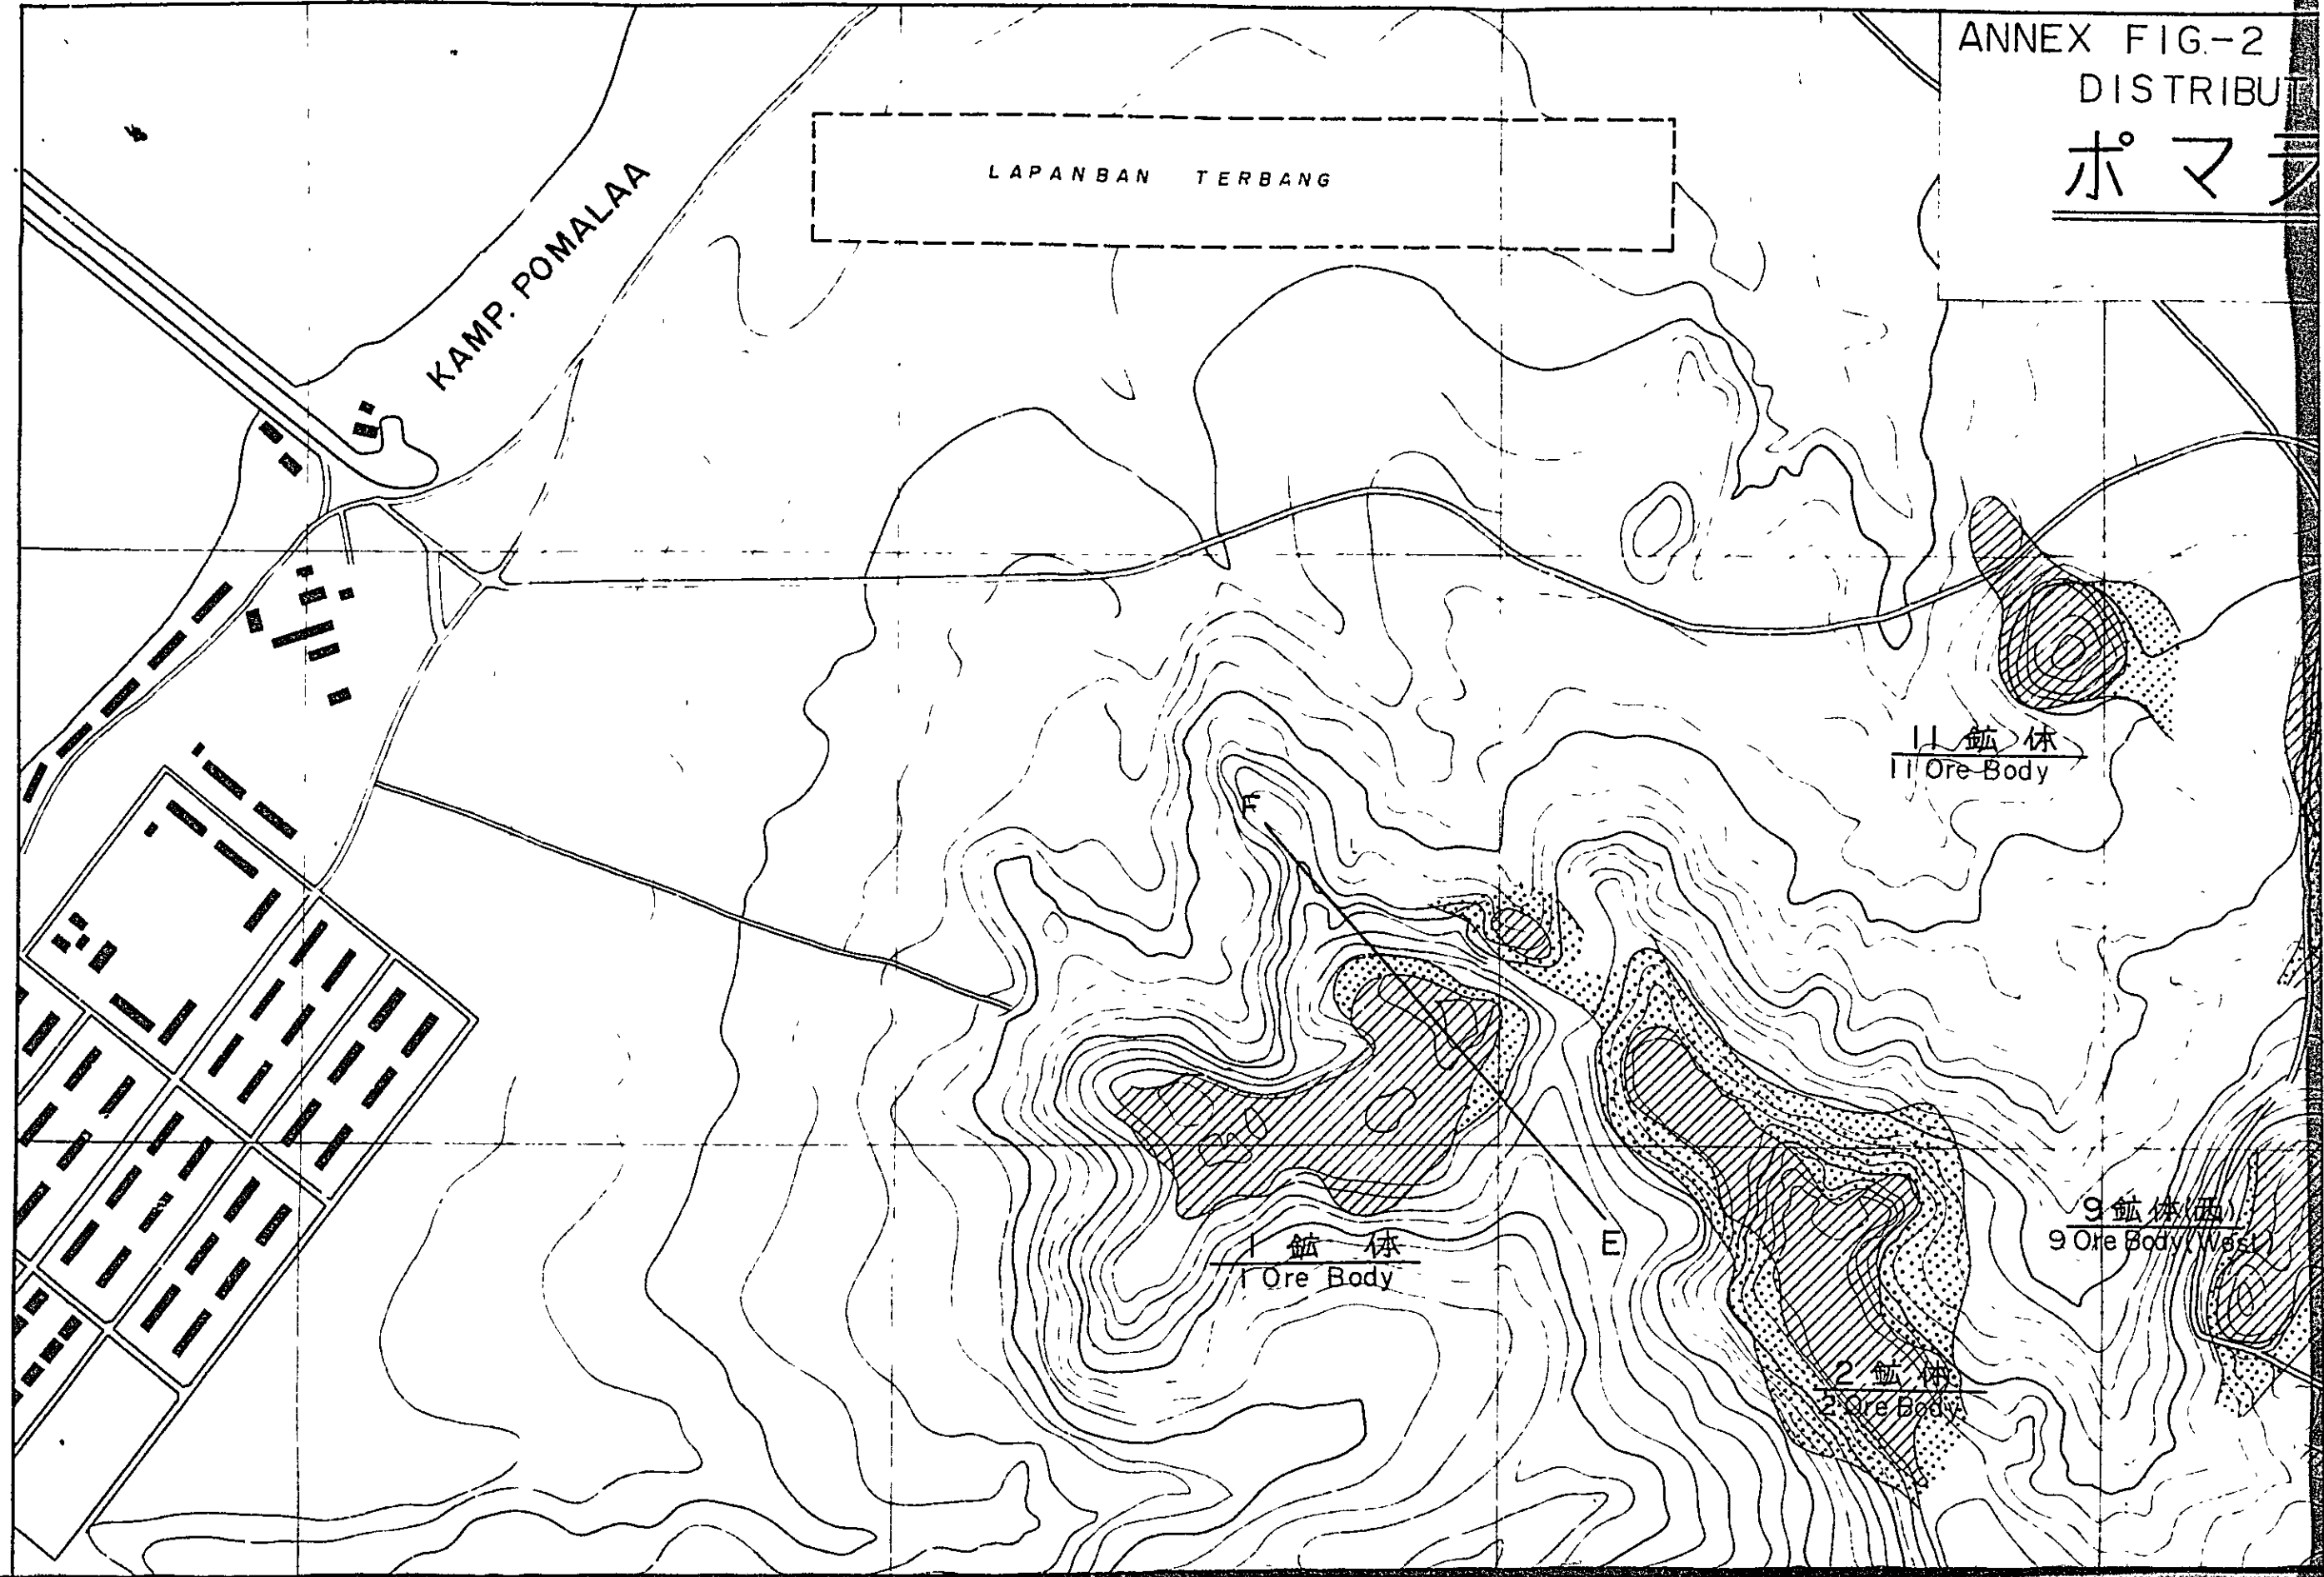 ANNEX FIG.-2
DISTRIBUT
ポマラ
LAPANBAN TERBANG
KAMP. POMALAA
11 鉱体
11 Ore Body
F
1 鉱体
1 Ore Body
E
9 鉱体(西)
9 Ore Body (West)
2 鉱体
2 Ore Body